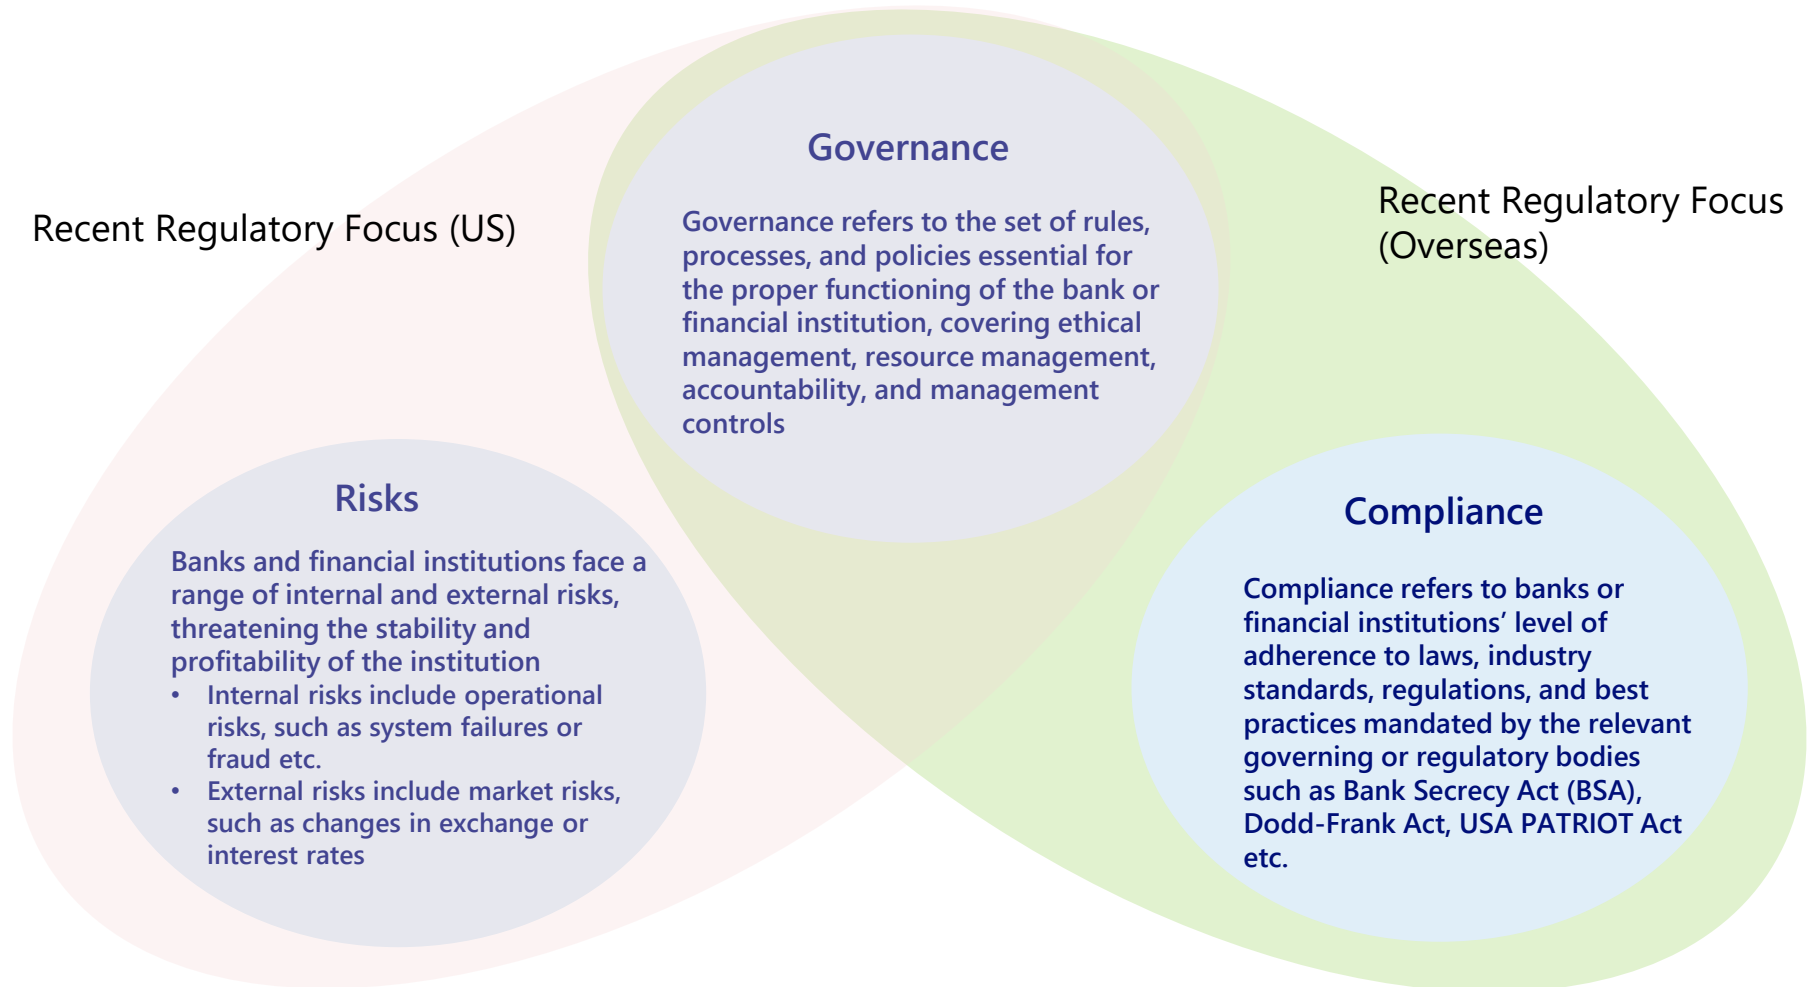 Governance
Governance refers to the set of rules,
processes, and policies essential for
the proper functioning of the bank or
financial institution, covering ethical
management, resource management,
accountability, and management
controls
Recent Regulatory Focus (US)
Recent Regulatory Focus
(Overseas)
Risks
Banks and financial institutions face a
range of internal and external risks,
threatening the stability and
profitability of the institution
• Internal risks include operational
risks, such as system failures or
fraud etc.
• External risks include market risks,
such as changes in exchange or
interest rates
Compliance
Compliance refers to banks or
financial institutions’ level of
adherence to laws, industry
standards, regulations, and best
practices mandated by the relevant
governing or regulatory bodies
such as Bank Secrecy Act (BSA),
Dodd-Frank Act, USA PATRIOT Act
etc.